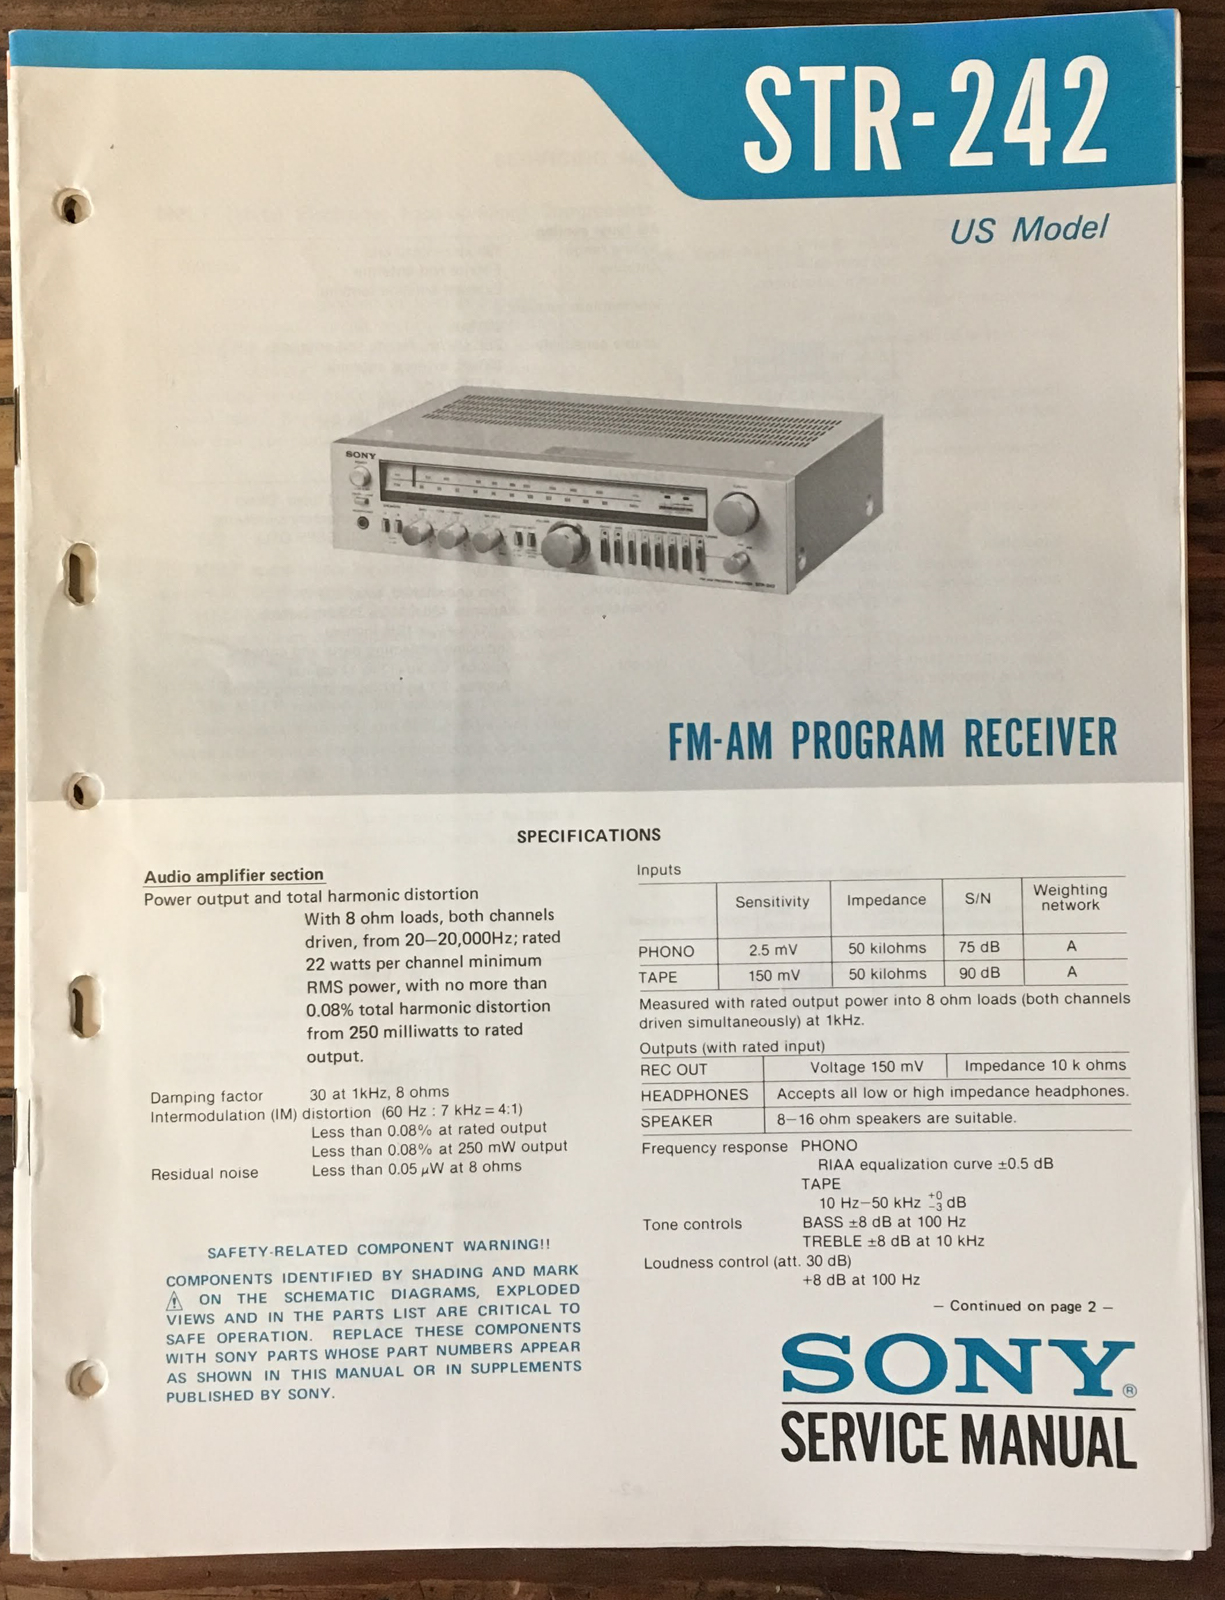 STR-242
US Model
SONY
FM-AM PROGRAM RECEIVER
SPECIFICATIONS
Audio amplifier section
Power output and total harmonic distortion
With 8 ohm loads, both channels
driven, from 20–20,000Hz; rated
22 watts per channel minimum
RMS power, with no more than
0.08% total harmonic distortion
from 250 milliwatts to rated
output.
Damping factor 30 at 1kHz, 8 ohms
Intermodulation (IM) distortion (60 Hz : 7 kHz = 4:1)
Less than 0.08% at rated output
Less than 0.08% at 250 mW output
Residual noise Less than 0.05 µW at 8 ohms
SAFETY-RELATED COMPONENT WARNING!!
COMPONENTS IDENTIFIED BY SHADING AND MARK
⚠ ON THE SCHEMATIC DIAGRAMS, EXPLODED
VIEWS AND IN THE PARTS LIST ARE CRITICAL TO
SAFE OPERATION. REPLACE THESE COMPONENTS
WITH SONY PARTS WHOSE PART NUMBERS APPEAR
AS SHOWN IN THIS MANUAL OR IN SUPPLEMENTS
PUBLISHED BY SONY.
Inputs
Sensitivity Impedance S/N Weighting network
PHONO 2.5 mV 50 kilohms 75 dB A
TAPE 150 mV 50 kilohms 90 dB A
Measured with rated output power into 8 ohm loads (both channels
driven simultaneously) at 1kHz.
Outputs (with rated input)
REC OUT Voltage 150 mV Impedance 10 k ohms
HEADPHONES Accepts all low or high impedance headphones.
SPEAKER 8–16 ohm speakers are suitable.
Frequency response PHONO
RIAA equalization curve ±0.5 dB
TAPE
10 Hz–50 kHz +0 −3 dB
Tone controls BASS ±8 dB at 100 Hz
TREBLE ±8 dB at 10 kHz
Loudness control (att. 30 dB)
+8 dB at 100 Hz
– Continued on page 2 –
SONY®
SERVICE MANUAL